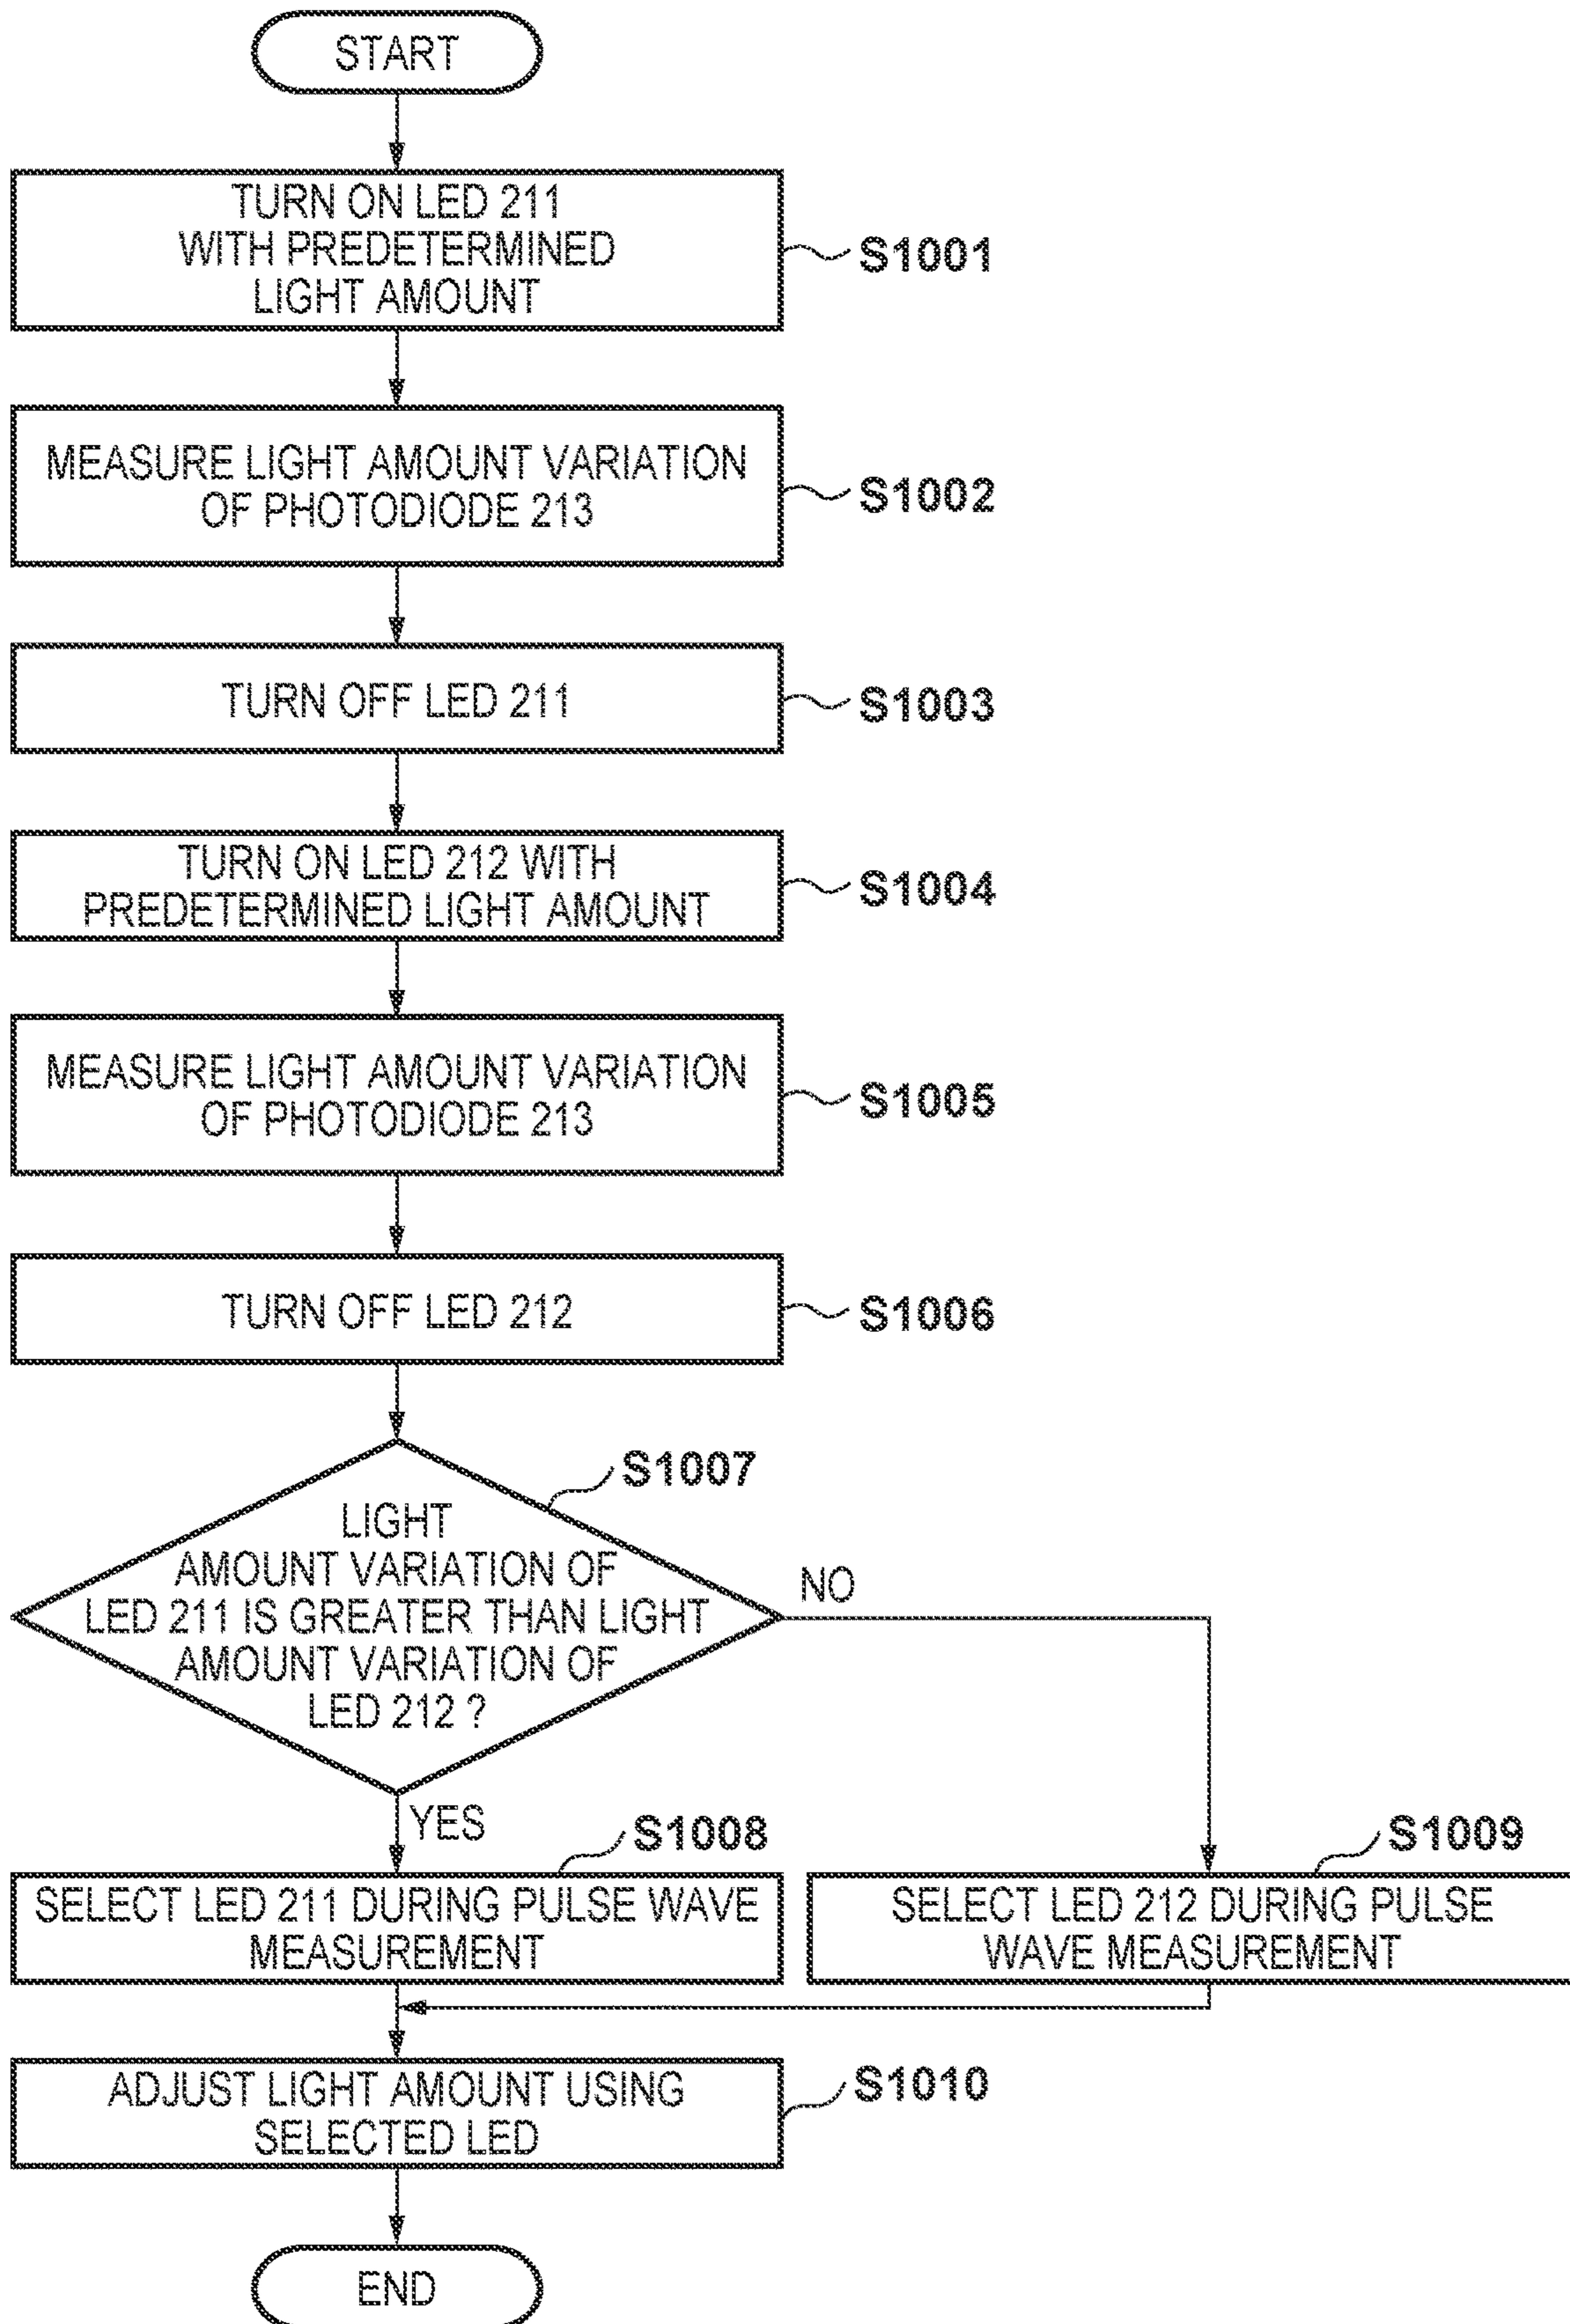 START
TURN ON LED 211
WITH PREDETERMINED
LIGHT AMOUNT
S1001
MEASURE LIGHT AMOUNT VARIATION
OF PHOTODIODE 213
S1002
TURN OFF LED 211
S1003
TURN ON LED 212 WITH
PREDETERMINED LIGHT AMOUNT
S1004
MEASURE LIGHT AMOUNT VARIATION
OF PHOTODIODE 213
S1005
TURN OFF LED 212
S1006
S1007
LIGHT
AMOUNT VARIATION OF
LED 211 IS GREATER THAN LIGHT
AMOUNT VARIATION OF
LED 212 ?
NO
YES
S1008
SELECT LED 211 DURING PULSE WAVE
MEASUREMENT
S1009
SELECT LED 212 DURING PULSE
WAVE MEASUREMENT
ADJUST LIGHT AMOUNT USING
SELECTED LED
S1010
END